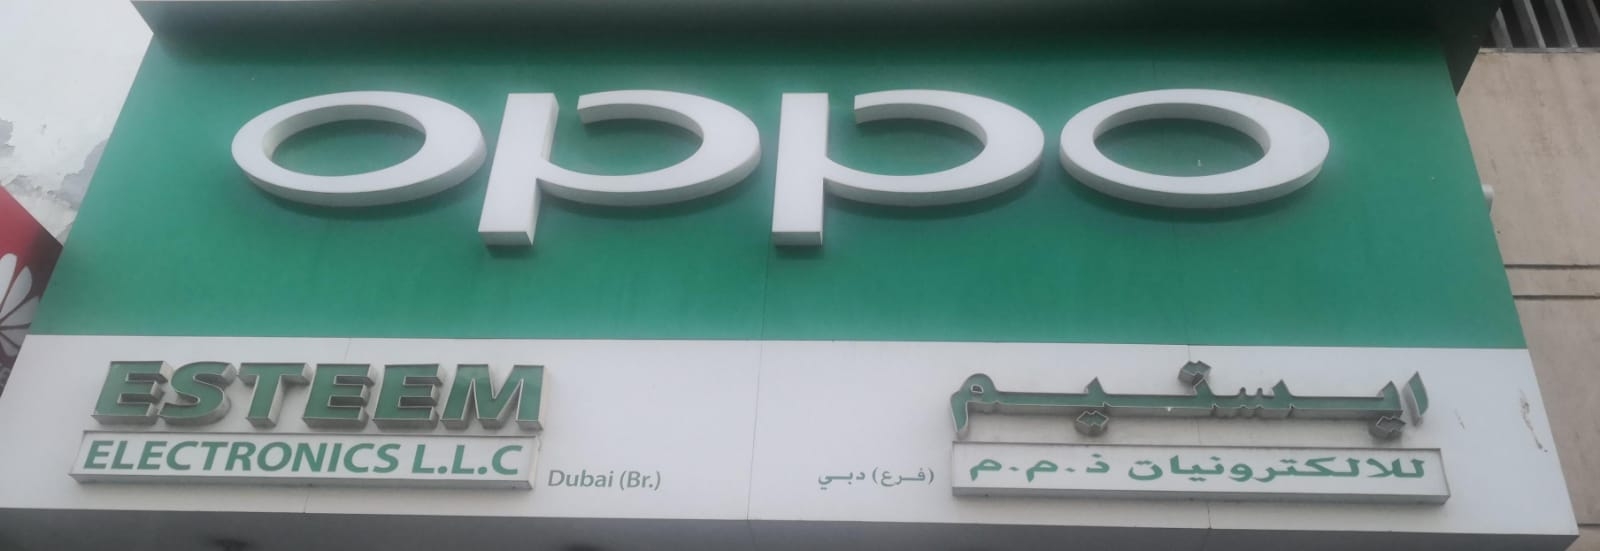 oppo
ESTEEM
ELECTRONICS L.L.C
Dubai (Br.)
ايستيم
للالكترونيات ذ.م.م
(فرع) دبي